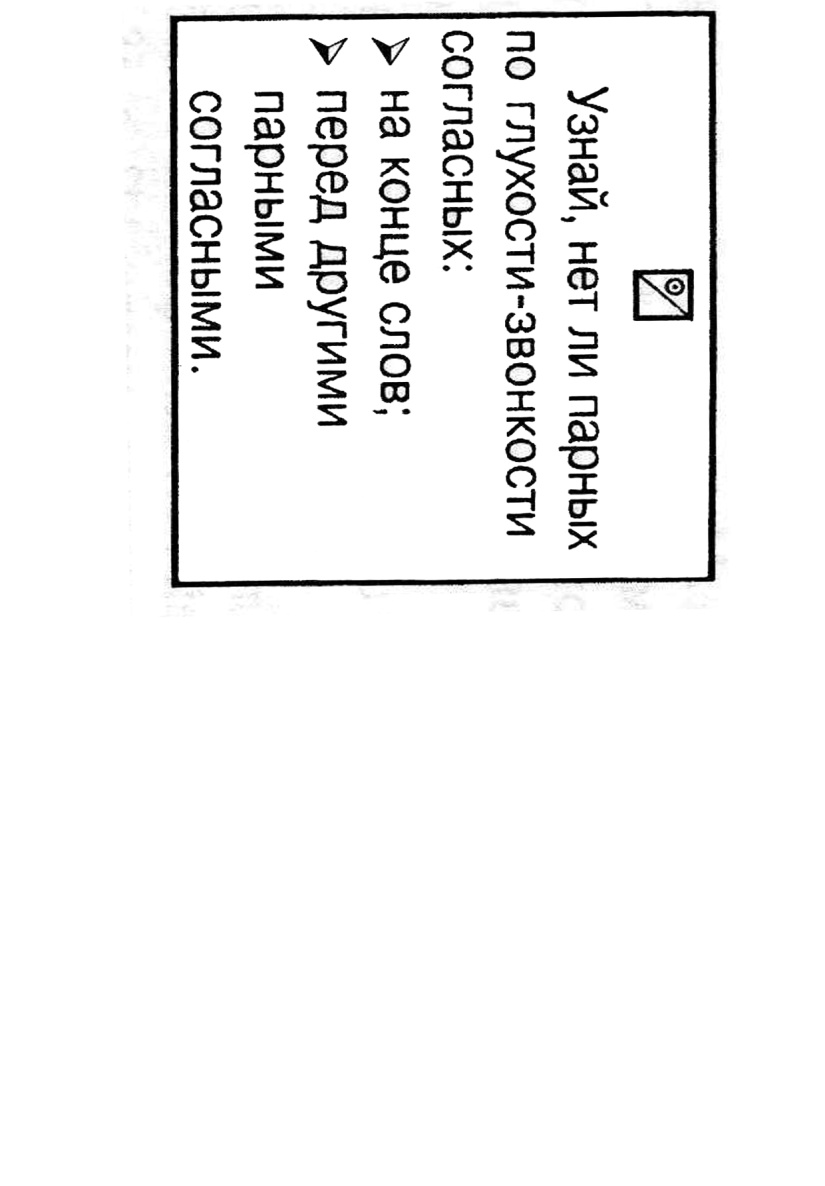 Узнай, нет ли парных
по глухости-звонкости
согласных:
➢ на конце слов;
➢ перед другими
парными
согласными.